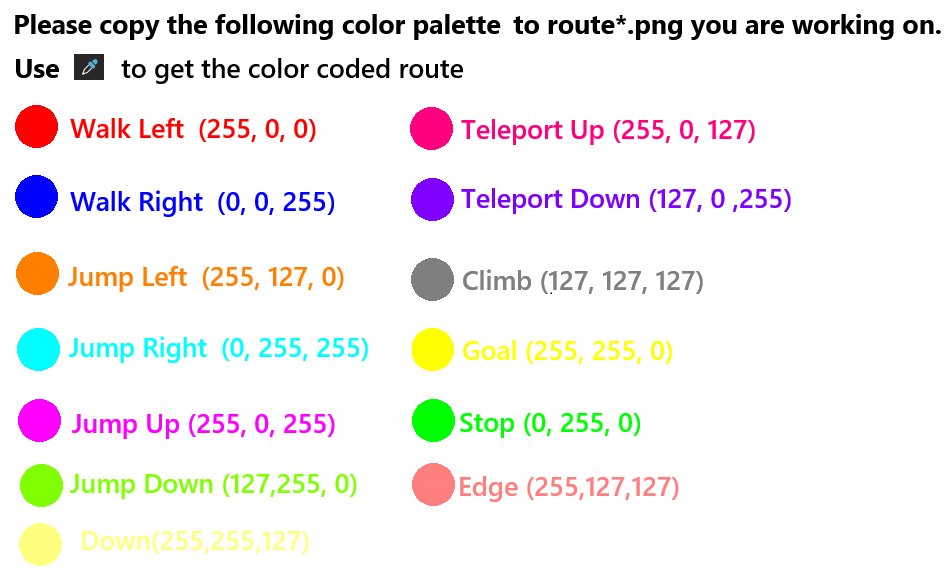 Please copy the following color palette to route*.png you are working on.
Use to get the color coded route
Walk Left (255, 0, 0)
Teleport Up (255, 0, 127)
Walk Right (0, 0, 255)
Teleport Down (127, 0 ,255)
Jump Left (255, 127, 0)
Climb (127, 127, 127)
Jump Right (0, 255, 255)
Goal (255, 255, 0)
Jump Up (255, 0, 255)
Stop (0, 255, 0)
Jump Down (127,255, 0)
Edge (255,127,127)
Down(255,255,127)